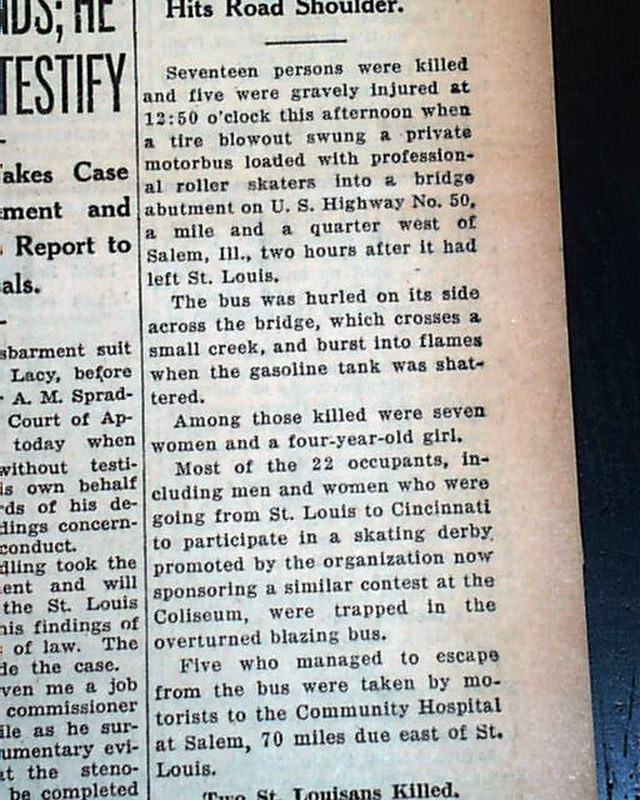 NDS; HE
TESTIFY
akes Case
ment and
Report to
als.
sbarment suit
Lacy, before
A. M. Sprad-
Court of Ap-
today when
without testi-
is own behalf
rds of his de-
dings concern-
conduct.
dling took the
ent and will
the St. Louis
his findings of
of law. The
de the case.
ven me a job
commissioner
ile as he sur-
umentary evi-
at the steno-
be completed
Hits Road Shoulder.
Seventeen persons were killed
and five were gravely injured at
12:50 o'clock this afternoon when
a tire blowout swung a private
motorbus loaded with profession-
al roller skaters into a bridge
abutment on U. S. Highway No. 50,
a mile and a quarter west of
Salem, Ill., two hours after it had
left St. Louis.
The bus was hurled on its side
across the bridge, which crosses a
small creek, and burst into flames
when the gasoline tank was shat-
tered.
Among those killed were seven
women and a four-year-old girl.
Most of the 22 occupants, in-
cluding men and women who were
going from St. Louis to Cincinnati
to participate in a skating derby
promoted by the organization now
sponsoring a similar contest at the
Coliseum, were trapped in the
overturned blazing bus.
Five who managed to escape
from the bus were taken by mo-
torists to the Community Hospital
at Salem, 70 miles due east of St.
Louis.
Two St. Louisans Killed.